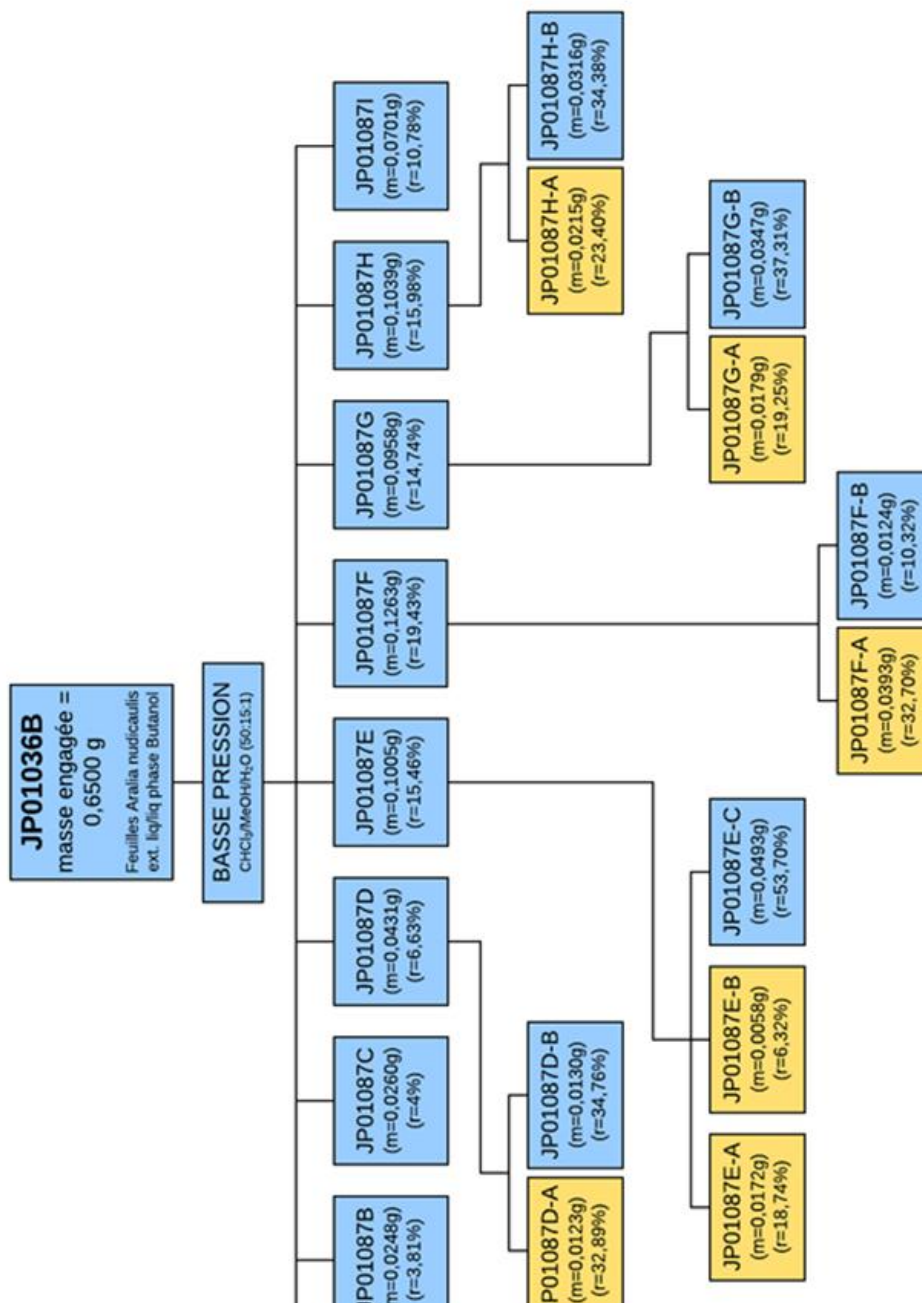 JP01036B
masse engagée =
0,6500 g
Feuilles Aralia nudicaulis
ext. liq/liq phase Butanol
BASSE PRESSION
CHCl₃/MeOH/H₂O (50:15:1)
JP01087B
(m=0,0248g)
(r=3,81%)
JP01087C
(m=0,0260g)
(r=4%)
JP01087D
(m=0,0431g)
(r=6,63%)
JP01087E
(m=0,1005g)
(r=15,46%)
JP01087F
(m=0,1263g)
(r=19,43%)
JP01087G
(m=0,0958g)
(r=14,74%)
JP01087H
(m=0,1039g)
(r=15,98%)
JP01087I
(m=0,0701g)
(r=10,78%)
P01087D-A
(m=0,0123g)
(r=32,89%)
JP01087D-B
(m=0,0130g)
(r=34,76%)
JP01087H-A
(m=0,0215g)
(r=23,40%)
JP01087H-B
(m=0,0316g)
(r=34,38%)
JP01087E-A
(m=0,0172g)
(r=18,74%)
JP01087E-B
(m=0,0058g)
(r=6,32%)
JP01087E-C
(m=0,0493g)
(r=53,70%)
JP01087G-A
(m=0,0179g)
(r=19,25%)
JP01087G-B
(m=0,0347g)
(r=37,31%)
JP01087F-A
(m=0,0393g)
(r=32,70%)
JP01087F-B
(m=0,0124g)
(r=10,32%)